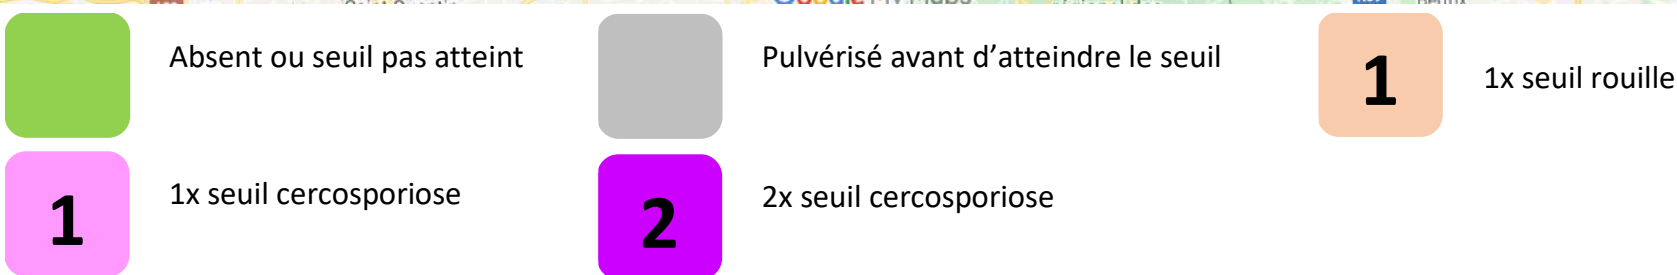 Absent ou seuil pas atteint
Pulvérisé avant d'atteindre le seuil
1
1x seuil rouille
1
1x seuil cercosporiose
2
2x seuil cercosporiose